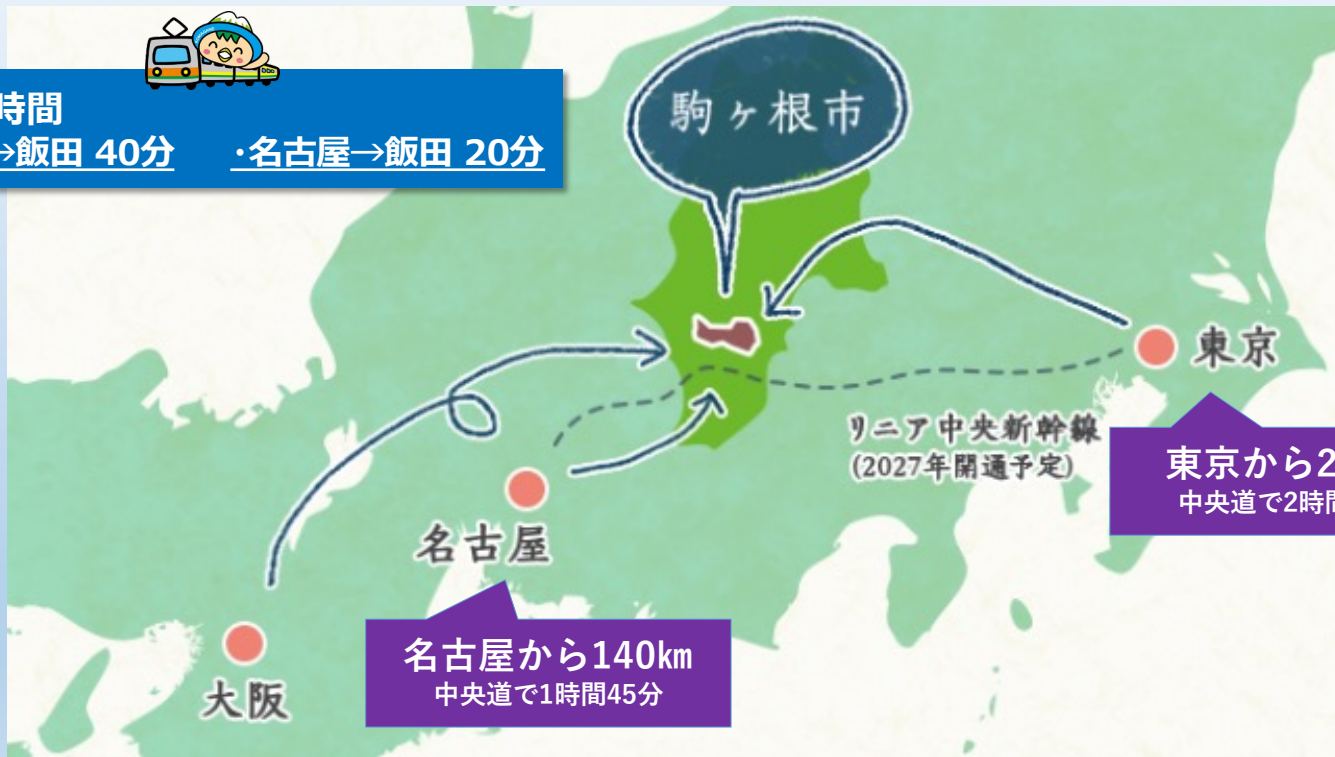 時間
→飯田 40分 ・名古屋→飯田 20分
駒ヶ根市
東京
リニア中央新幹線
(2027年開通予定)
東京から2
中央道で2時間
名古屋
名古屋から140㎞
中央道で1時間45分
大阪